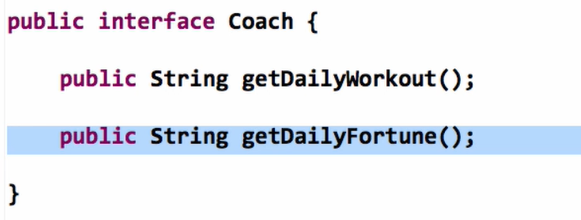 public interface Coach {
public String getDailyWorkout();
public String getDailyFortune();
}